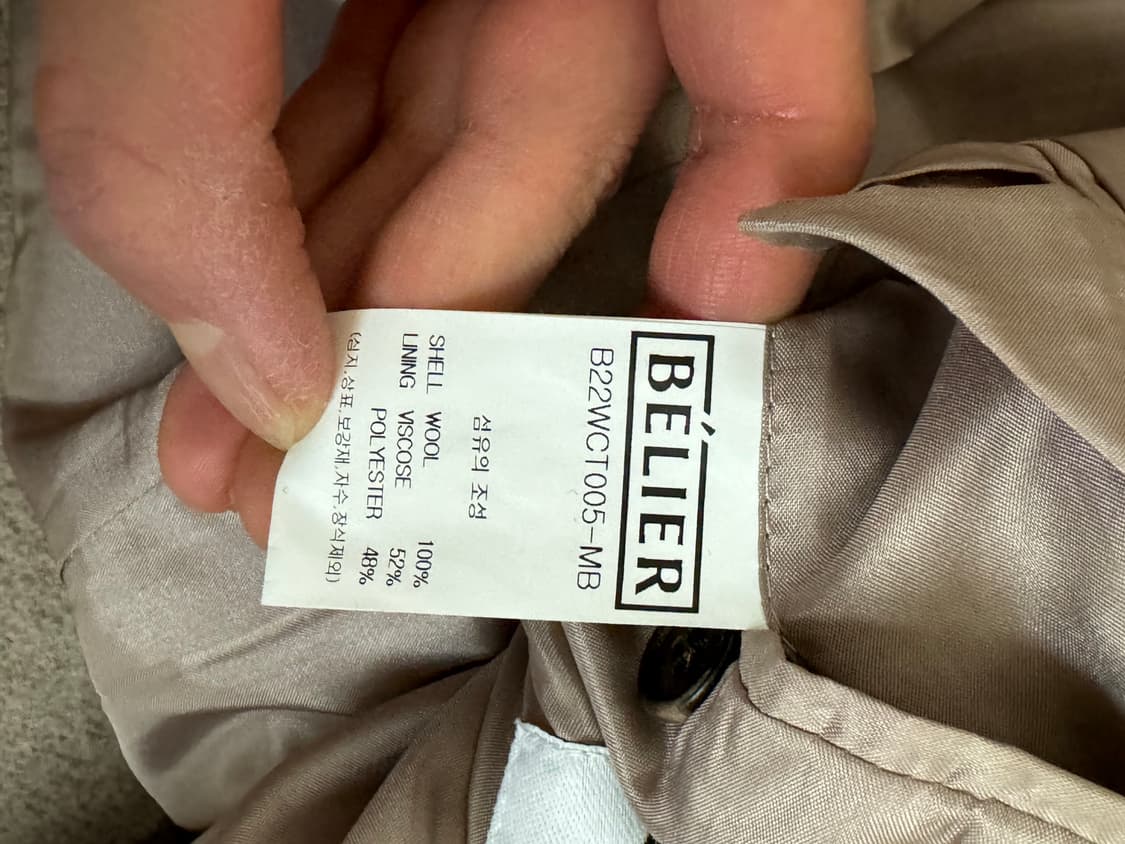 BÉLIER
B22WCT005-MB
섬유의 조성
SHELL WOOL 100%
LINING VISCOSE 52%
POLYESTER 48%
(심지,상표,보강재,자수,장식제외)